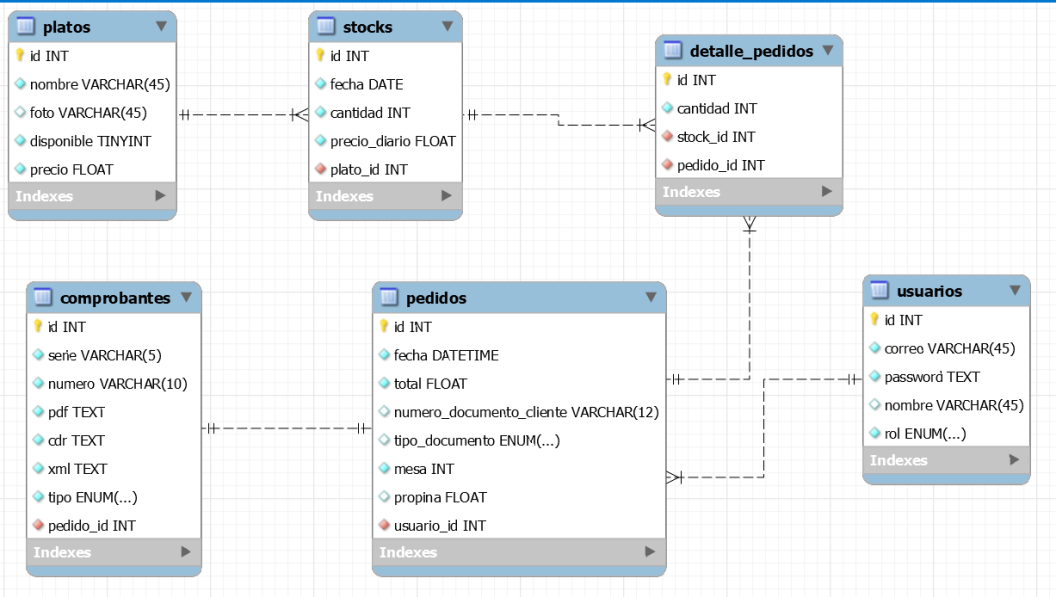 platos
id INT
nombre VARCHAR(45)
foto VARCHAR(45)
disponible TINYINT
precio FLOAT
Indexes
stocks
id INT
fecha DATE
cantidad INT
precio_diario FLOAT
plato_id INT
Indexes
detalle_pedidos
id INT
cantidad INT
stock_id INT
pedido_id INT
Indexes
comprobantes
id INT
serie VARCHAR(5)
numero VARCHAR(10)
pdf TEXT
cdr TEXT
xml TEXT
tipo ENUM(...)
pedido_id INT
Indexes
pedidos
id INT
fecha DATETIME
total FLOAT
numero_documento_cliente VARCHAR(12)
tipo_documento ENUM(...)
mesa INT
propina FLOAT
usuario_id INT
Indexes
usuarios
id INT
correo VARCHAR(45)
password TEXT
nombre VARCHAR(45)
rol ENUM(...)
Indexes